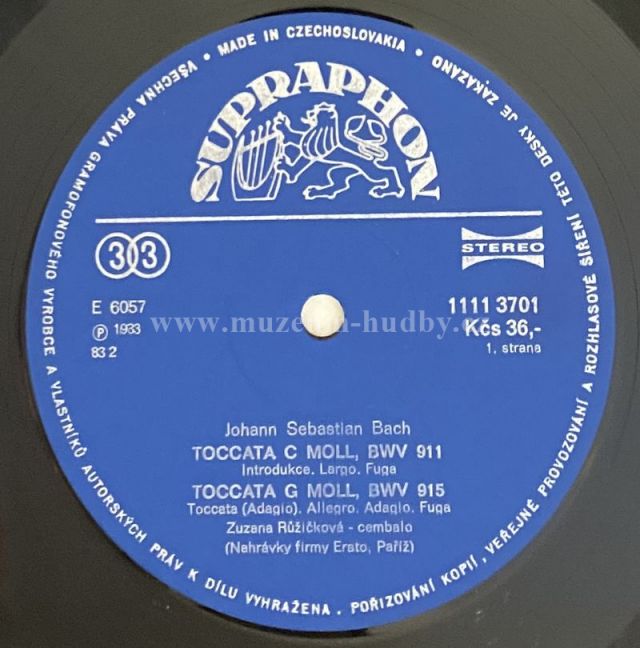 • MADE IN CZECHOSLOVAKIA •
VŠECHNA PRÁVA GRAMOFONOVÉHO VÝROBCE A VLASTNÍKŮ AUTORSKÝCH PRÁV K DÍLU VYHRAŽENA. POŘIZOVÁNÍ KOPIÍ, VEŘEJNÉ PROVOZOVÁNÍ A ROZHLASOVÉ ŠÍŘENÍ TÉTO DESKY JE ZAKÁZÁNO
SUPRAPHON
33
STEREO
E 6057
1111 3701
Ⓟ 1983
www.muzeum-hudby.cz
Kčs 36,-
83 2
1. strana
Johann Sebastian Bach
TOCCATA C MOLL, BWV 911
Introdukce, Largo, Fuga
TOCCATA G MOLL, BWV 915
Toccata (Adagio), Allegro, Adagio, Fuga
Zuzana Růžičková - cembalo
(Nahrávky firmy Erato, Paříž)